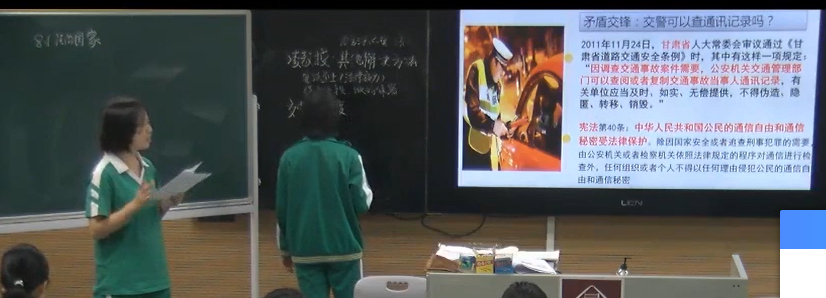 8.1 法治国家
矛盾交锋：交警可以查通讯记录吗？
2011年11月24日，甘肃省人大常委会审议通过《甘
肃省道路交通安全条例》时，其中有这样一项规定：
“因调查交通事故案件需要，公安机关交通管理部
门可以查阅或者复制交通事故当事人通讯记录，有
关单位应当及时、如实、无偿提供，不得伪造、隐
匿、转移、销毁。”
宪法第40条：中华人民共和国公民的通信自由和通信
秘密受法律保护。除因国家安全或者追查刑事犯罪的需要，
由公安机关或者检察机关依照法律规定的程序对通信进行检
查外，任何组织或者个人不得以任何理由侵犯公民的通信自
由和通信秘密